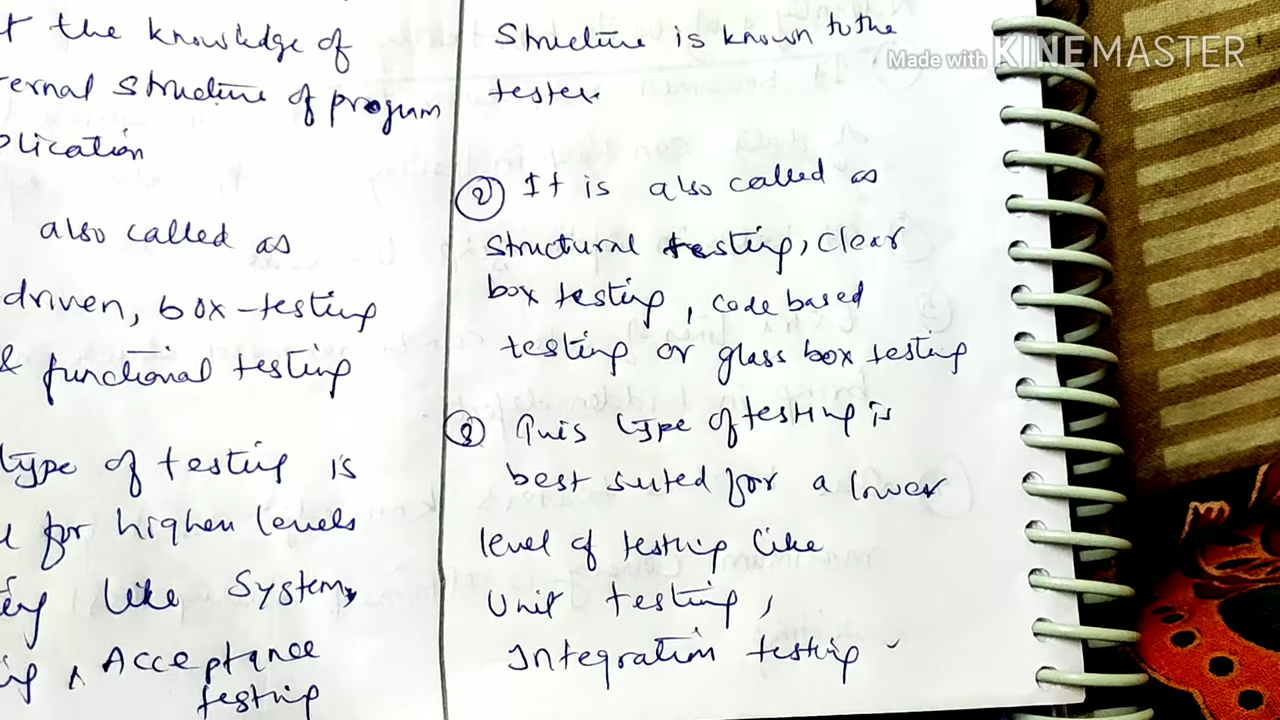 t the knowledge of
ernal structure of progum
plication
also called as
driven, box-testing
& functional testing
type of testing is
for highen levels
like System,
, Acceptance
testing
Structure is known to the
tester.
② It is also called as
structural testing, clear
box testing, code based
testing or glass box testing
③ This type of testing is
best suted for a lower
level of testing like
Unit testing,
Integration testing
Made with KINEMASTER